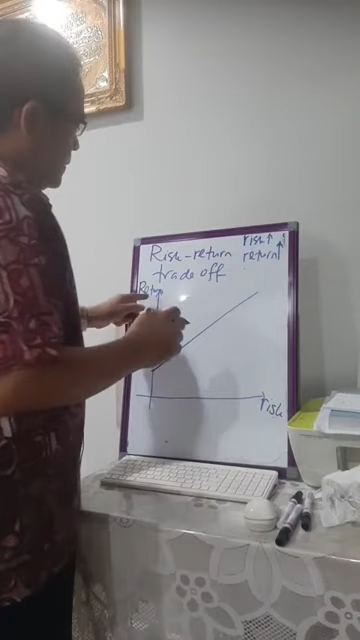 Risk-return
trade off
risk↑
return↑
Return
risk